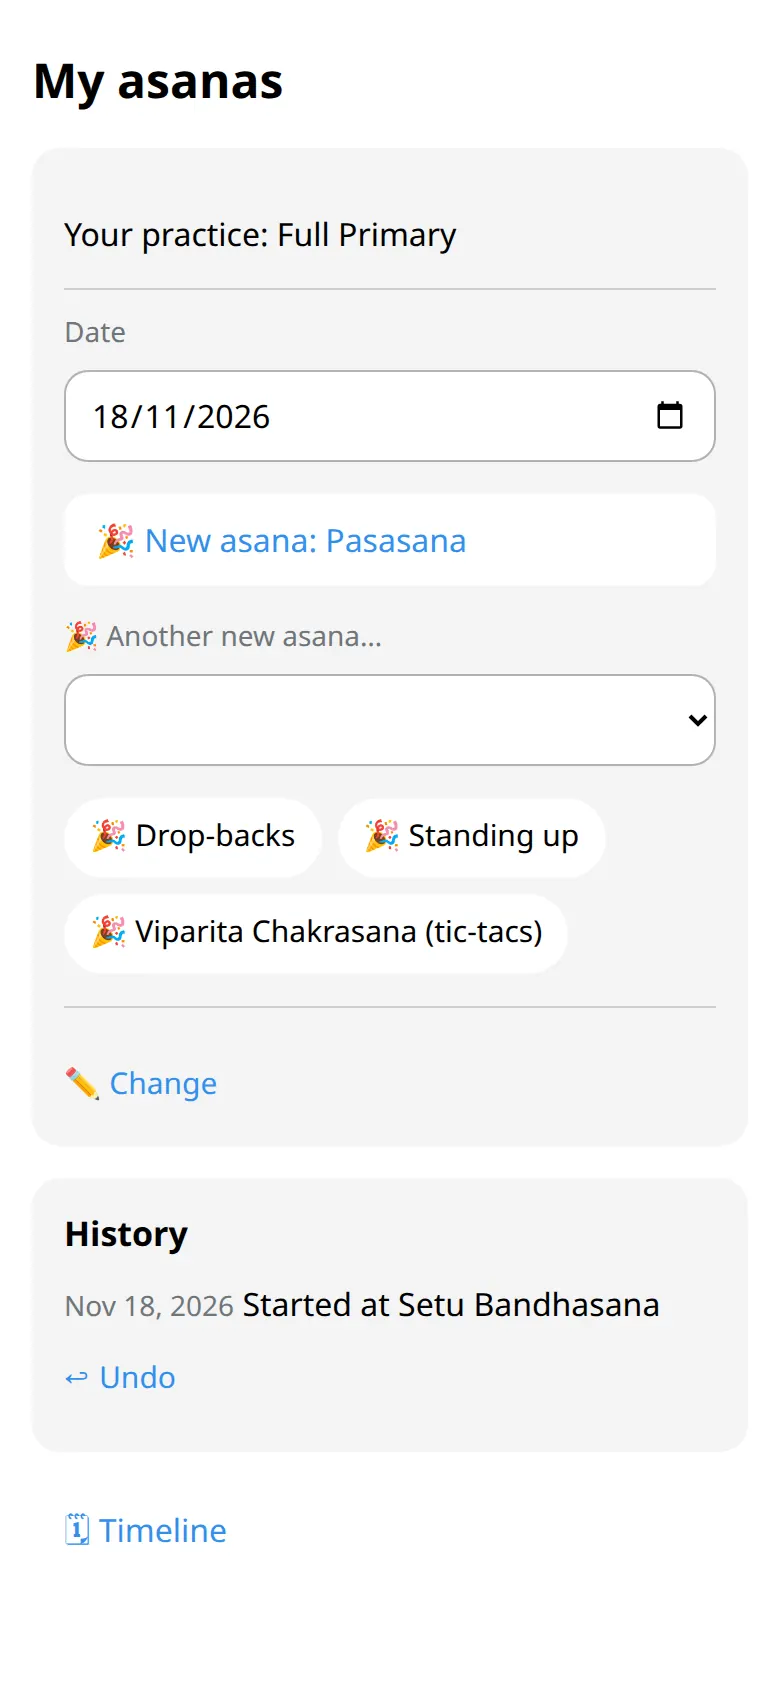 My asanas
Your practice: Full Primary
Date
18/11/2026
🎉 New asana: Pasasana
🎉 Another new asana...
🎉 Drop-backs
🎉 Standing up
🎉 Viparita Chakrasana (tic-tacs)
✏️ Change
History
Nov 18, 2026 Started at Setu Bandhasana
↩ Undo
🗓 Timeline